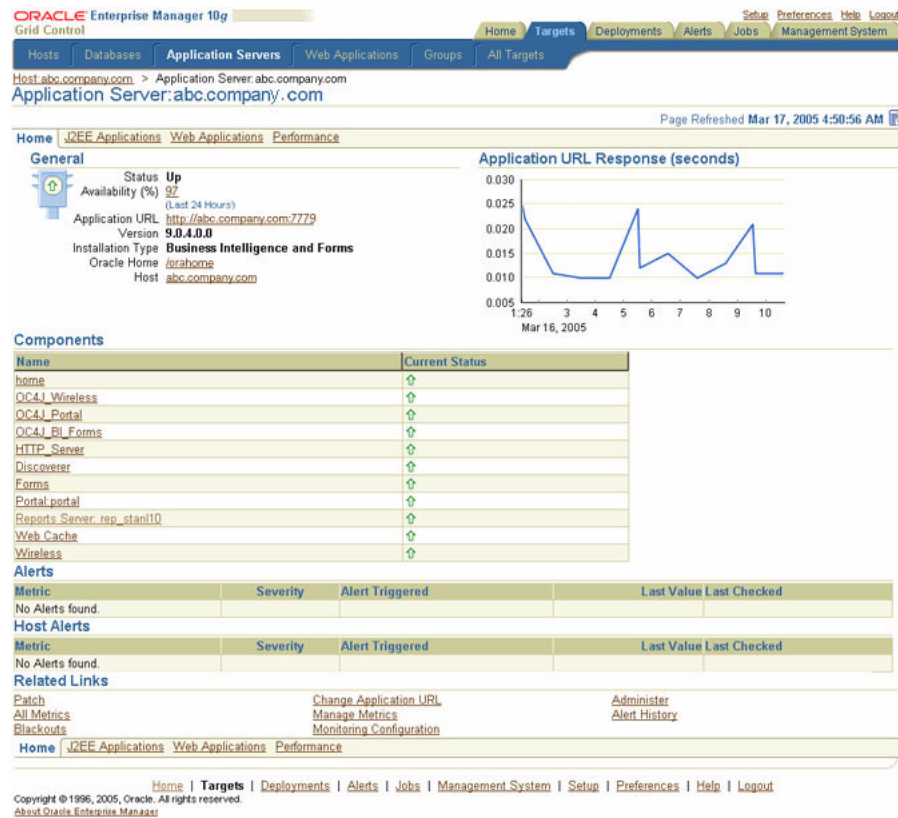 ORACLE Enterprise Manager 10g
Grid Control
Setup Preferences Help Logout
Home Targets Deployments Alerts Jobs Management System
Hosts Databases Application Servers Web Applications Groups All Targets
Host:abc.company.com > Application Server:abc.company.com
Application Server:abc.company.com
Page Refreshed Mar 17, 2005 4:50:56 AM
Home J2EE Applications Web Applications Performance
General
Status Up
Availability (%) 97
(Last 24 Hours)
Application URL http://abc.company.com:7779
Version 9.0.4.0.0
Installation Type Business Intelligence and Forms
Oracle Home /orahome
Host abc.company.com
Application URL Response (seconds)
0.030
0.025
0.020
0.015
0.010
0.005
1:26 3 4 5 6 7 8 9 10
Mar 16, 2005
Components
Name Current Status
home
OC4J_Wireless
OC4J_Portal
OC4J_BI_Forms
HTTP_Server
Discoverer
Forms
Portal:portal
Reports Server: rep_stanl10
Web Cache
Wireless
Alerts
Metric Severity Alert Triggered Last Value Last Checked
No Alerts found.
Host Alerts
Metric Severity Alert Triggered Last Value Last Checked
No Alerts found.
Related Links
Patch Change Application URL Administer
All Metrics Manage Metrics Alert History
Blackouts Monitoring Configuration
Home J2EE Applications Web Applications Performance
Home | Targets | Deployments | Alerts | Jobs | Management System | Setup | Preferences | Help | Logout
Copyright © 1996, 2005, Oracle. All rights reserved.
About Oracle Enterprise Manager